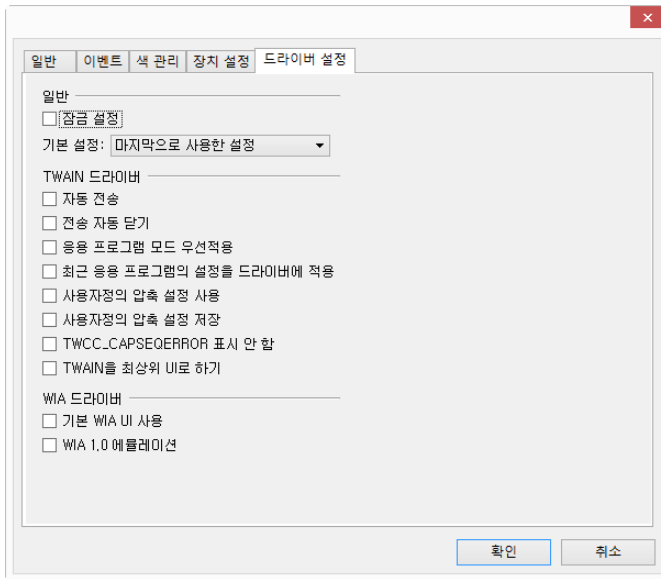 일반 이벤트 색 관리 장치 설정 드라이버 설정
일반
잠금 설정
기본 설정: 마지막으로 사용한 설정
TWAIN 드라이버
자동 전송
전송 자동 닫기
응용 프로그램 모드 우선적용
최근 응용 프로그램의 설정을 드라이버에 적용
사용자정의 압축 설정 사용
사용자정의 압축 설정 저장
TWCC_CAPSEQERROR 표시 안 함
TWAIN을 최상위 UI로 하기
WIA 드라이버
기본 WIA UI 사용
WIA 1.0 에뮬레이션
확인 취소